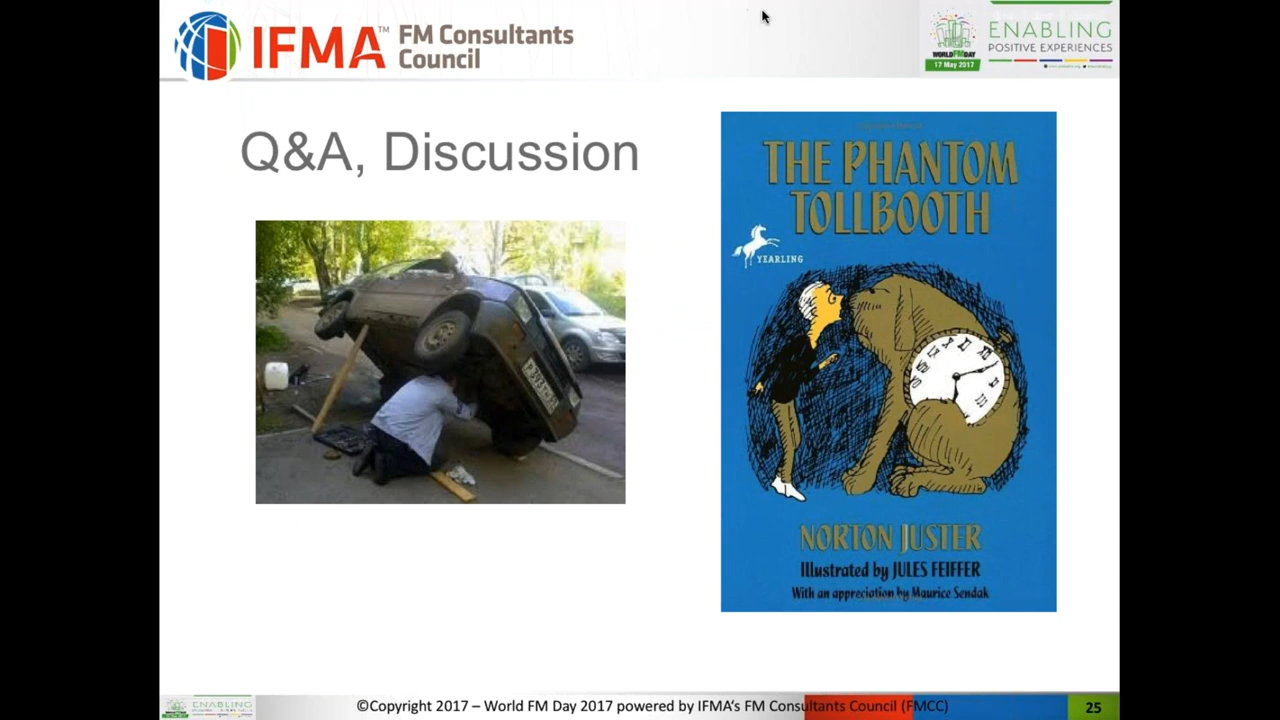 IFMA™ FM Consultants
Council
WORLD FM DAY
17 May 2017
ENABLING
POSITIVE EXPERIENCES
Q&A, Discussion
THE PHANTOM
TOLLBOOTH
YEARLING
NORTON JUSTER
Illustrated by JULES FEIFFER
With an appreciation by Maurice Sendak
ENABLING
©Copyright 2017 – World FM Day 2017 powered by IFMA's FM Consultants Council (FMCC)
25